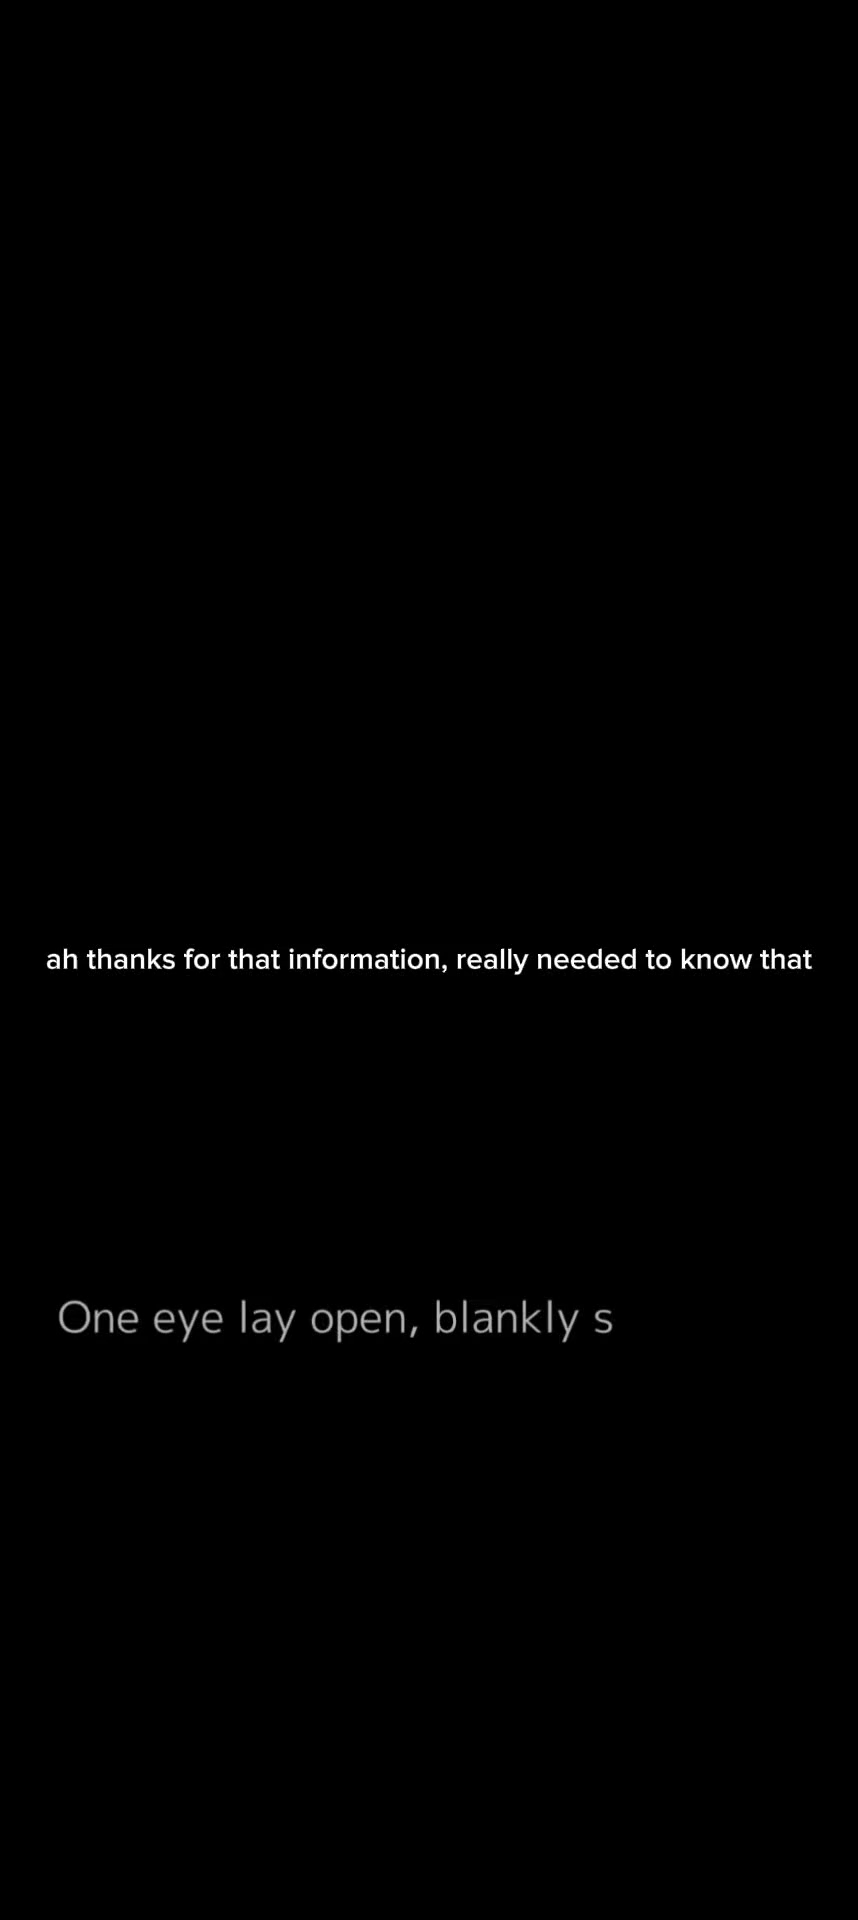 ah thanks for that information, really needed to know that
One eye lay open, blankly s